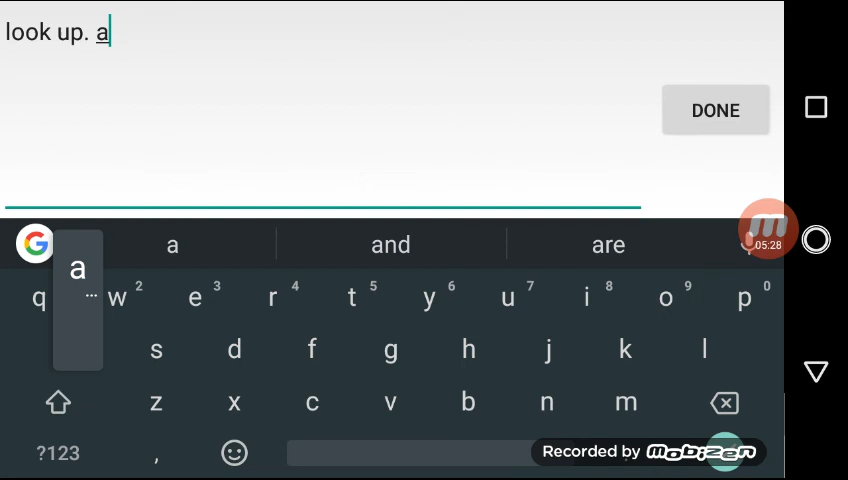 look up. a
DONE
a and are
05:28
a
...
q w 2 e 3 r 4 t 5 y 6 u 7 i 8 o 9 p 0
s d f g h j k l
z x c v b n m
?123 ,
Recorded by mobizen